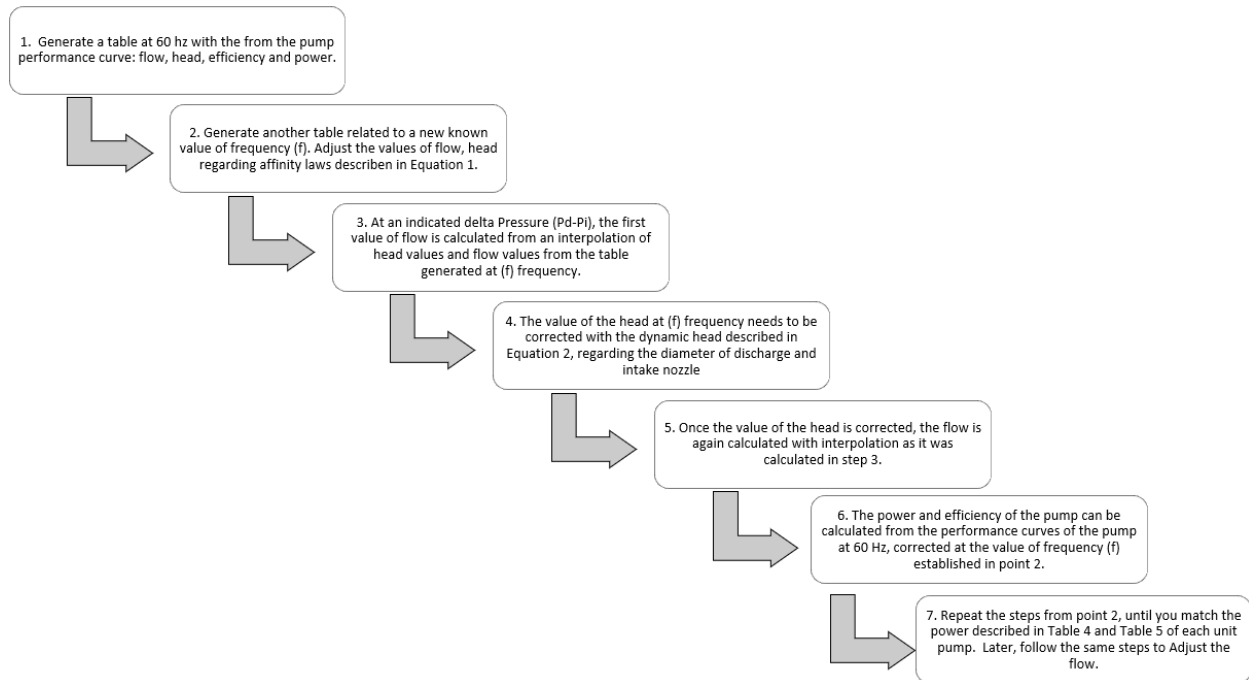 1.  Generate a table at 60 hz with the from the pump
performance curve: flow, head, efficiency and power.
2. Generate another table related to a new known
value of frequency (f). Adjust the values of flow, head
regarding affinity laws describen in Equation 1.
3. At an indicated delta Pressure (Pd-Pi), the first
value of flow is calculated from an interpolation of
head values and flow values from the table
generated at (f) frequency.
4. The value of the head at (f) frequency needs to be
corrected with the dynamic head described in
Equation 2, regarding the diameter of discharge and
intake nozzle
5. Once the value of the head is corrected, the flow is
again calculated with interpolation as it was
calculated in step 3.
6. The power and efficiency of the pump can be
calculated from the performance curves of the pump
at 60 Hz, corrected at the value of frequency (f)
established in point 2.
7. Repeat the steps from point 2, until you match the
power described in Table 4 and Table 5 of each unit
pump.  Later, follow the same steps to Adjust the
flow.